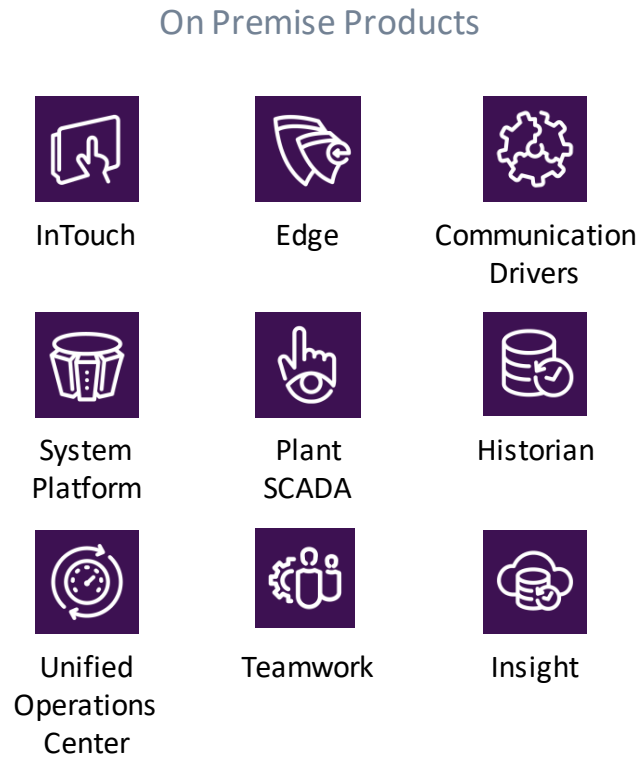 On Premise Products
InTouch
Edge
Communication
Drivers
System
Platform
Plant
SCADA
Historian
Unified
Operations
Center
Teamwork
Insight